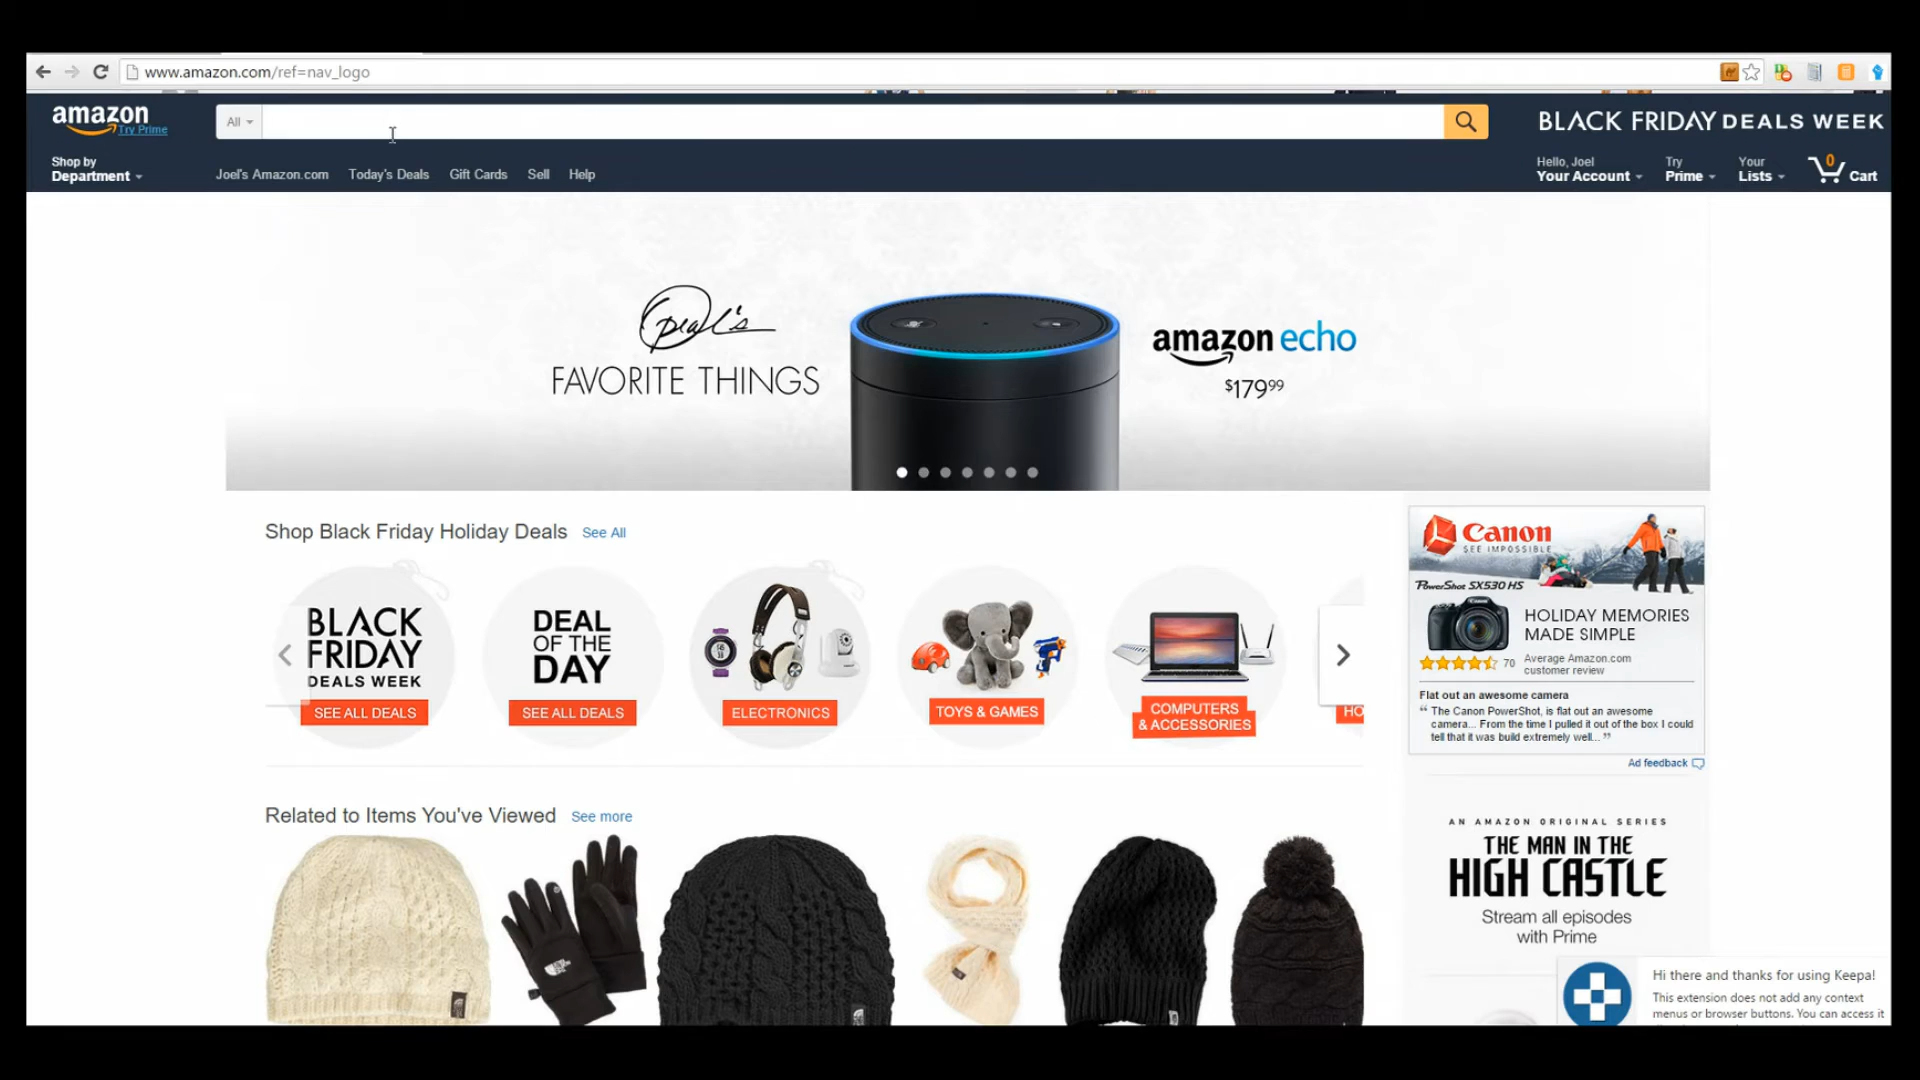 www.amazon.com/ref=nav_logo
amazon
Try Prime
All
BLACK FRIDAY DEALS WEEK
Shop by
Department
Joel's Amazon.com
Today's Deals
Gift Cards
Sell
Help
Hello, Joel
Your Account
Try
Prime
Your
Lists
0
Cart
Oprah's
FAVORITE THINGS
amazon echo
$179.99
Shop Black Friday Holiday Deals See All
BLACK
FRIDAY
DEALS WEEK
SEE ALL DEALS
DEAL
OF THE
DAY
SEE ALL DEALS
ELECTRONICS
TOYS & GAMES
COMPUTERS
& ACCESSORIES
HO
Canon
SEE IMPOSSIBLE
PowerShot SX530 HS
HOLIDAY MEMORIES
MADE SIMPLE
70
Average Amazon.com
customer review
Flat out an awesome camera
“ The Canon PowerShot, is flat out an awesome
camera... From the time I pulled it out of the box I could
tell that it was build extremely well... ”
Ad feedback
Related to Items You've Viewed See more
AN AMAZON ORIGINAL SERIES
THE MAN IN THE
HIGH CASTLE
Stream all episodes
with Prime
Hi there and thanks for using Keepa!
This extension does not add any context
menus or browser buttons. You can access it